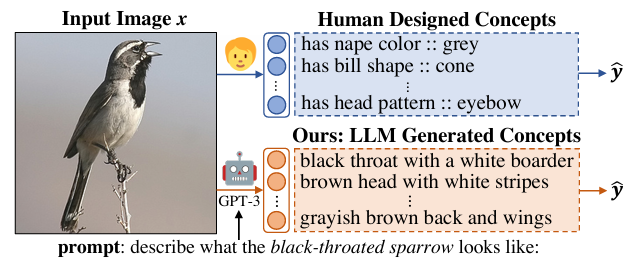 Input Image x
Human Designed Concepts
has nape color :: grey
has bill shape :: cone
⋮
has head pattern :: eyebow
ŷ
Ours: LLM Generated Concepts
GPT-3
black throat with a white boarder
brown head with white stripes
⋮
grayish brown back and wings
ŷ
prompt: describe what the black-throated sparrow looks like: